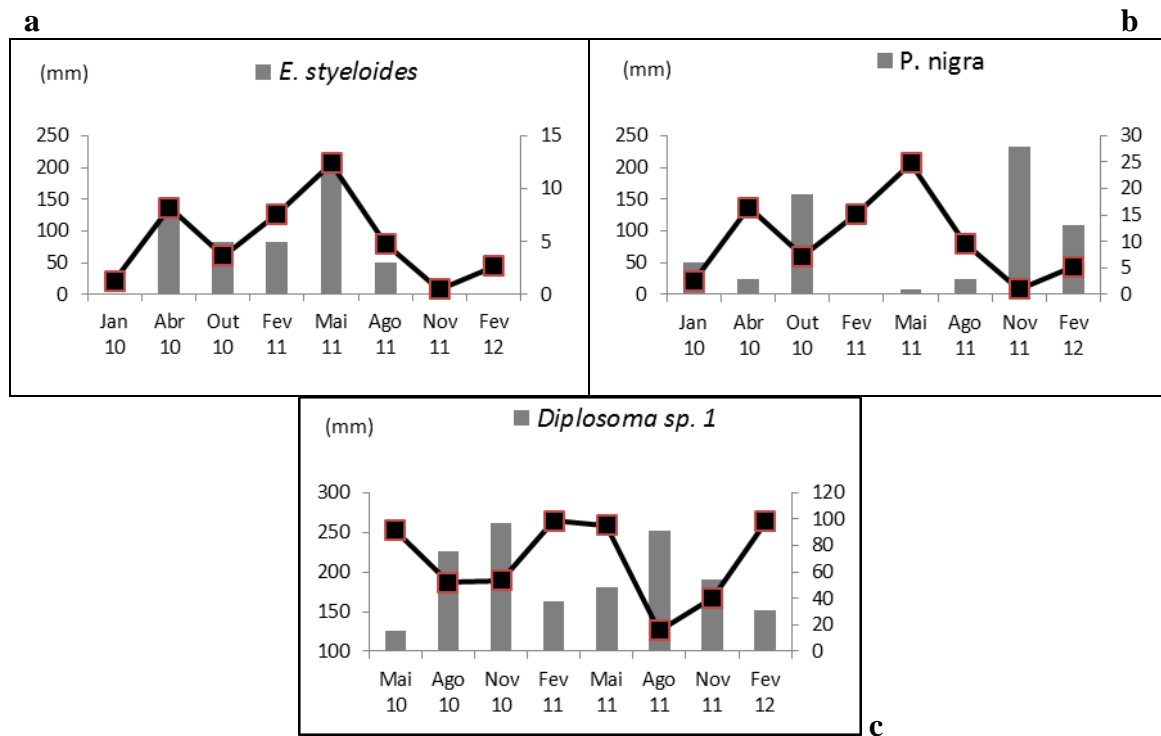 a
b
(mm)
E. styeloides
250
200
150
100
50
0
15
10
5
0
Jan Abr Out Fev Mai Ago Nov Fev
10 10 10 11 11 11 11 12
(mm)
P. nigra
250
200
150
100
50
0
30
25
20
15
10
5
0
Jan Abr Out Fev Mai Ago Nov Fev
10 10 10 11 11 11 11 12
(mm)
Diplosoma sp. 1
300
250
200
150
100
120
100
80
60
40
20
0
Mai Ago Nov Fev Mai Ago Nov Fev
10 10 10 11 11 11 11 12
c